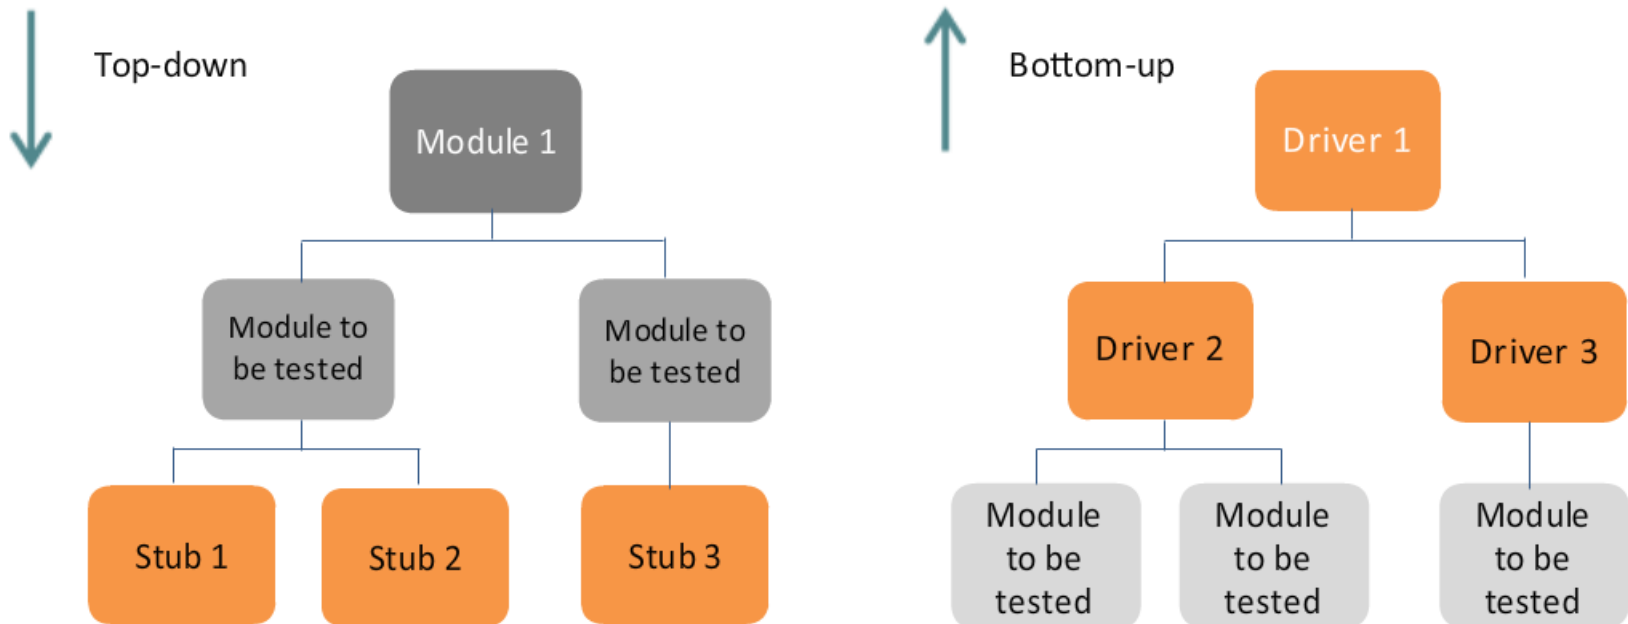 Top-down
Module 1
Module to
be tested
Module to
be tested
Stub 1
Stub 2
Stub 3
Bottom-up
Driver 1
Driver 2
Driver 3
Module
to be
tested
Module
to be
tested
Module
to be
tested